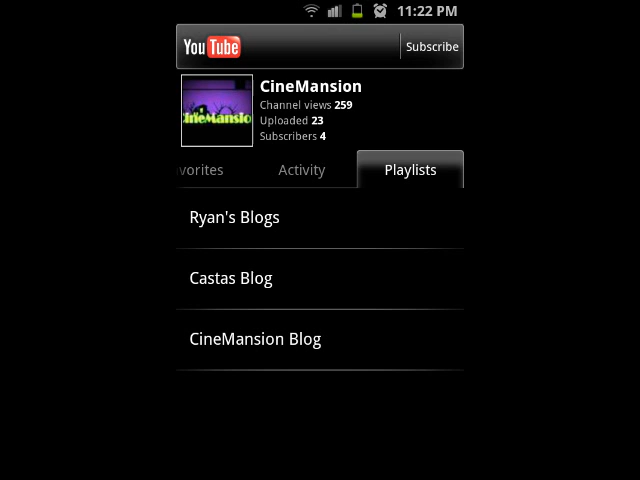 11:22 PM
YouTube Subscribe
CineMansion
CineMansion
Channel views 259
Uploaded 23
Subscribers 4
vorites Activity Playlists
Ryan's Blogs
Castas Blog
CineMansion Blog